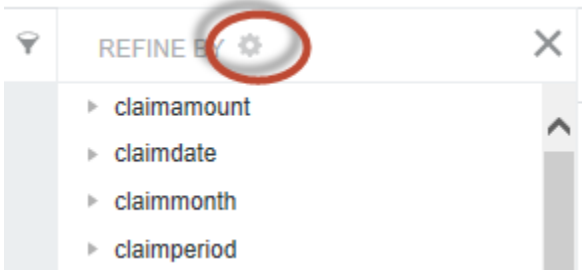 REFINE BY
claimamount
claimdate
claimmonth
claimperiod